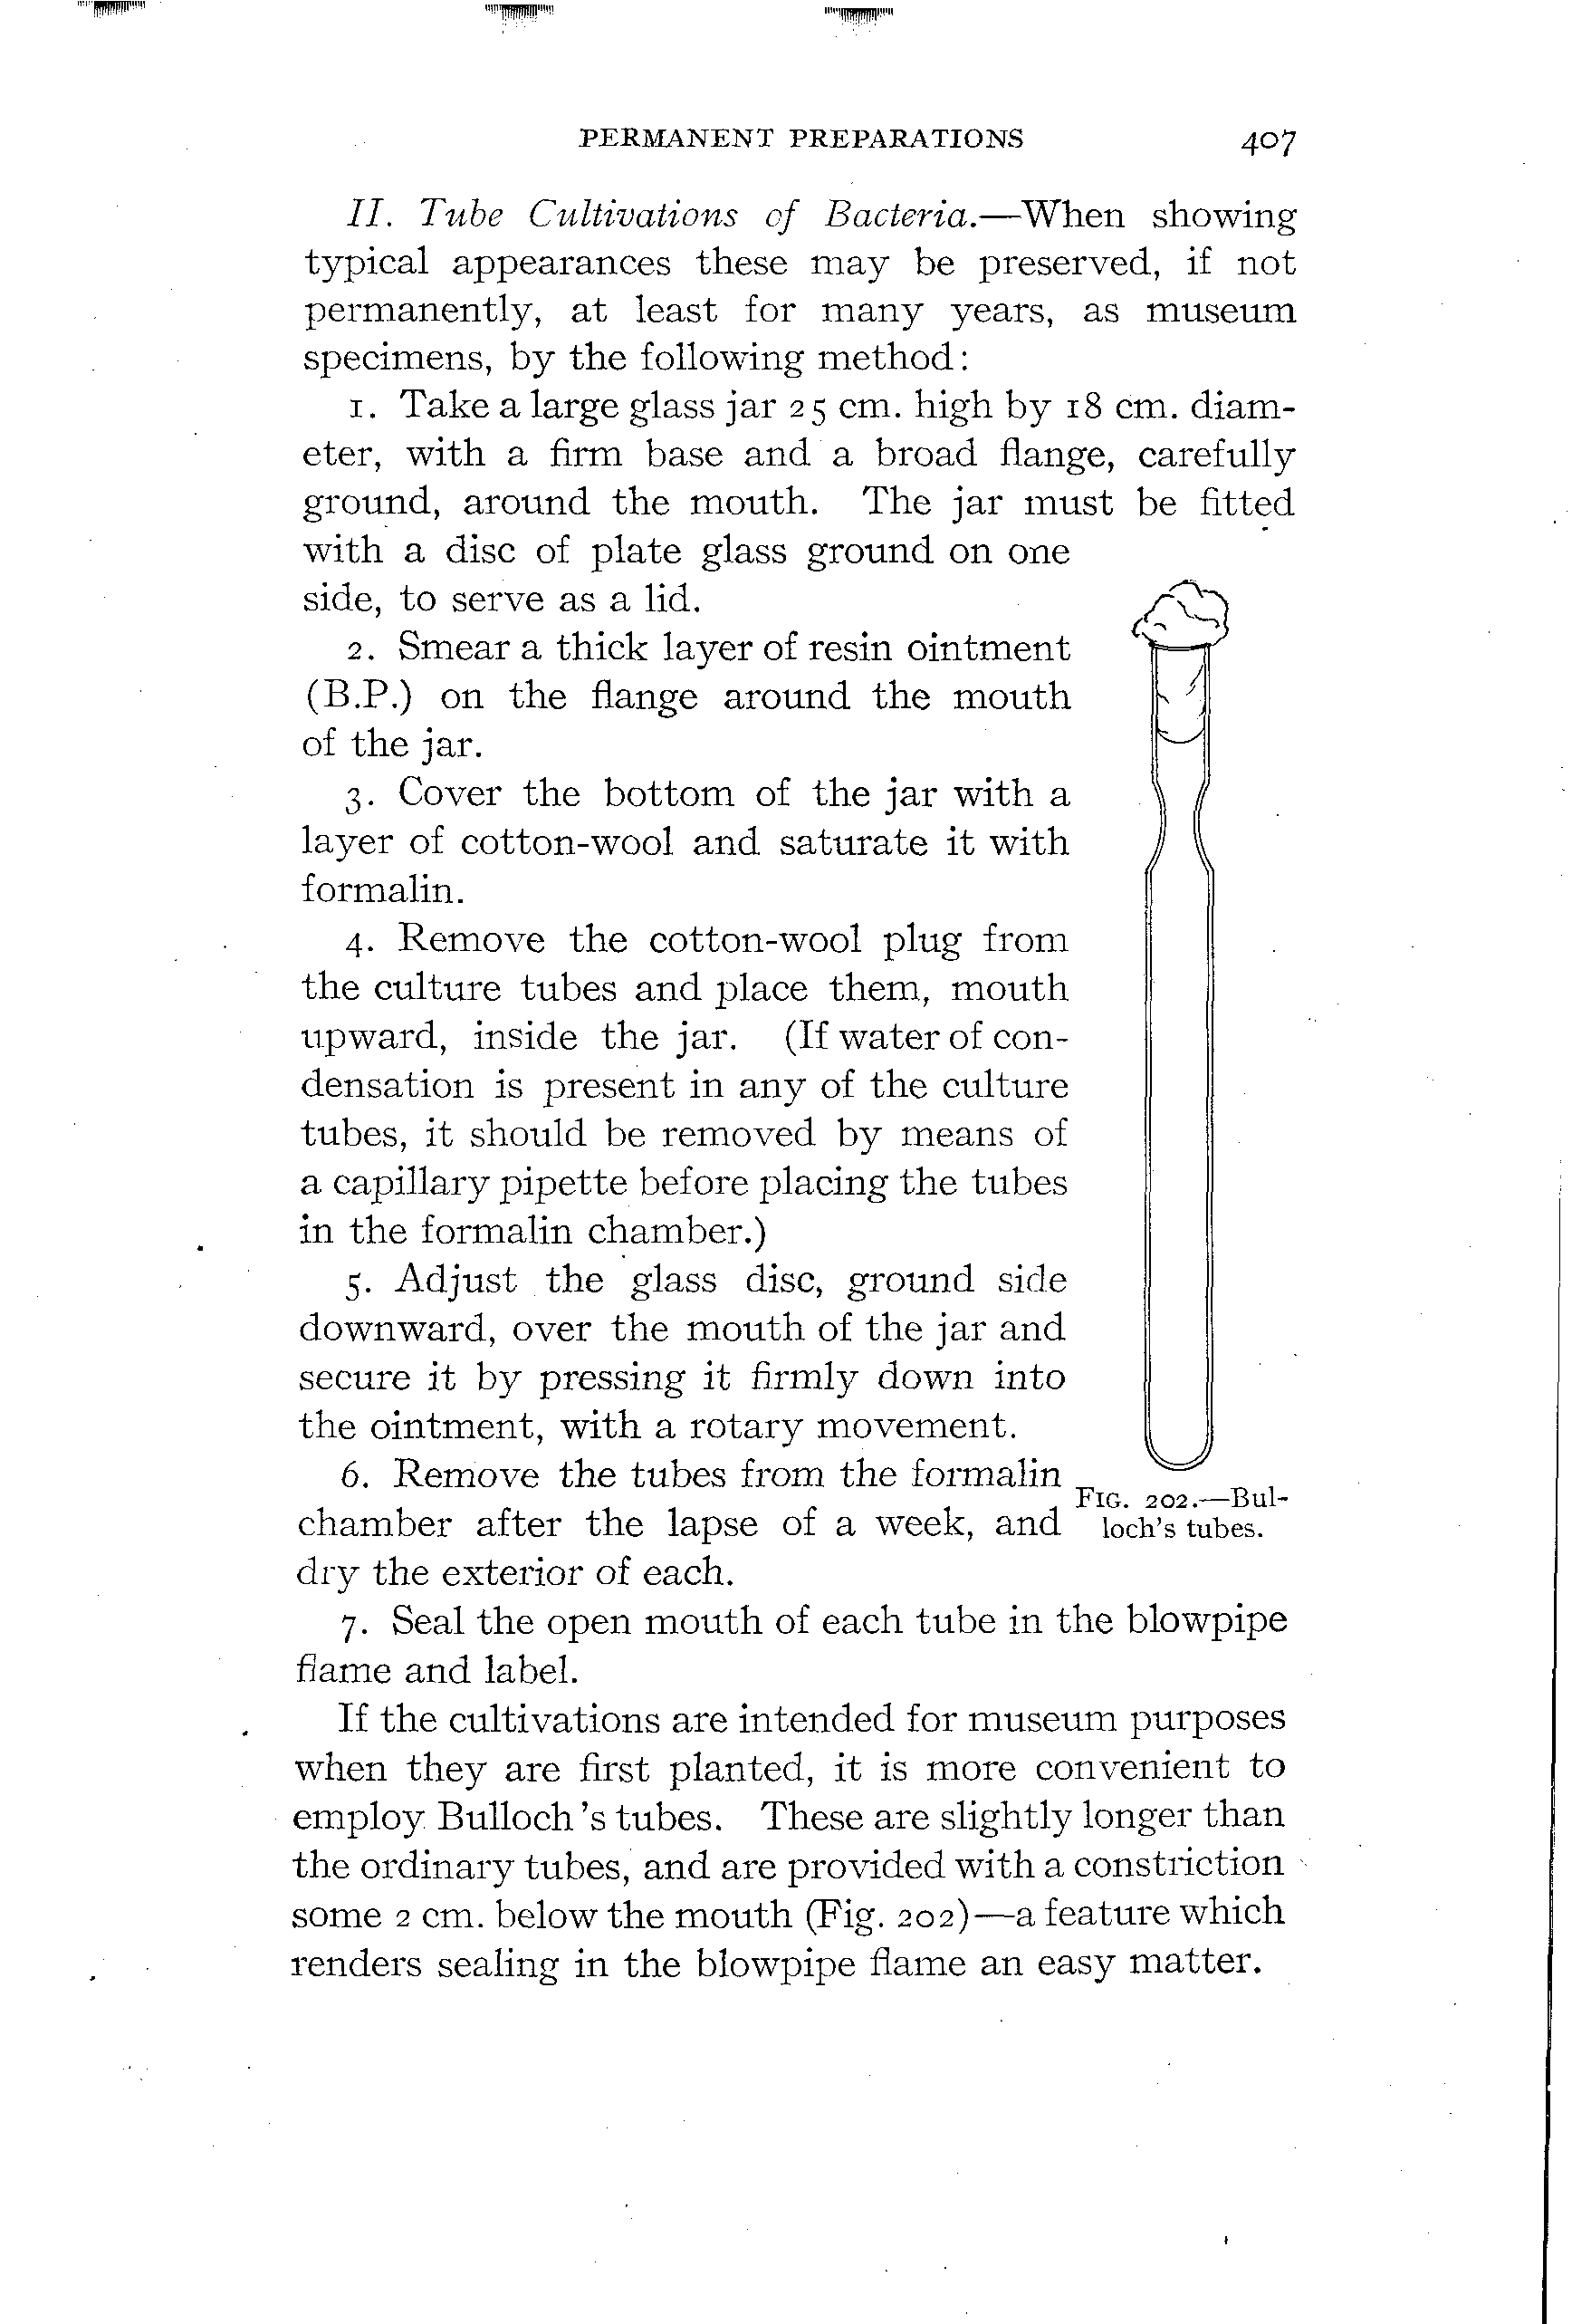 PERMANENT PREPARATIONS 407
II. Tube Cultivations of Bacteria.—When showing
typical appearances these may be preserved, if not
permanently, at least for many years, as museum
specimens, by the following method:
1. Take a large glass jar 25 cm. high by 18 cm. diam-
eter, with a firm base and a broad flange, carefully
ground, around the mouth. The jar must be fitted
with a disc of plate glass ground on one
side, to serve as a lid.
2. Smear a thick layer of resin ointment
(B.P.) on the flange around the mouth
of the jar.
3. Cover the bottom of the jar with a
layer of cotton-wool and saturate it with
formalin.
4. Remove the cotton-wool plug from
the culture tubes and place them, mouth
upward, inside the jar. (If water of con-
densation is present in any of the culture
tubes, it should be removed by means of
a capillary pipette before placing the tubes
in the formalin chamber.)
5. Adjust the glass disc, ground side
downward, over the mouth of the jar and
secure it by pressing it firmly down into
the ointment, with a rotary movement.
6. Remove the tubes from the formalin
chamber after the lapse of a week, and
dry the exterior of each.
FIG. 202.—Bul-
loch's tubes.
7. Seal the open mouth of each tube in the blowpipe
flame and label.
If the cultivations are intended for museum purposes
when they are first planted, it is more convenient to
employ Bulloch's tubes. These are slightly longer than
the ordinary tubes, and are provided with a constriction
some 2 cm. below the mouth (Fig. 202)—a feature which
renders sealing in the blowpipe flame an easy matter.